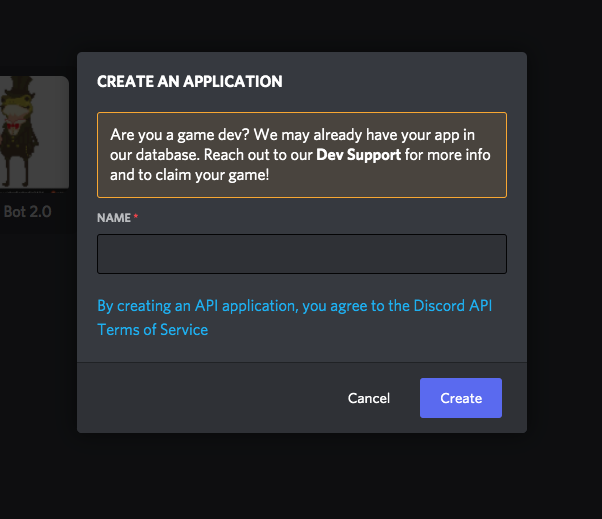 CREATE AN APPLICATION
Are you a game dev? We may already have your app in
our database. Reach out to our Dev Support for more info
and to claim your game!
Bot 2.0
NAME *
By creating an API application, you agree to the Discord API
Terms of Service
Cancel
Create